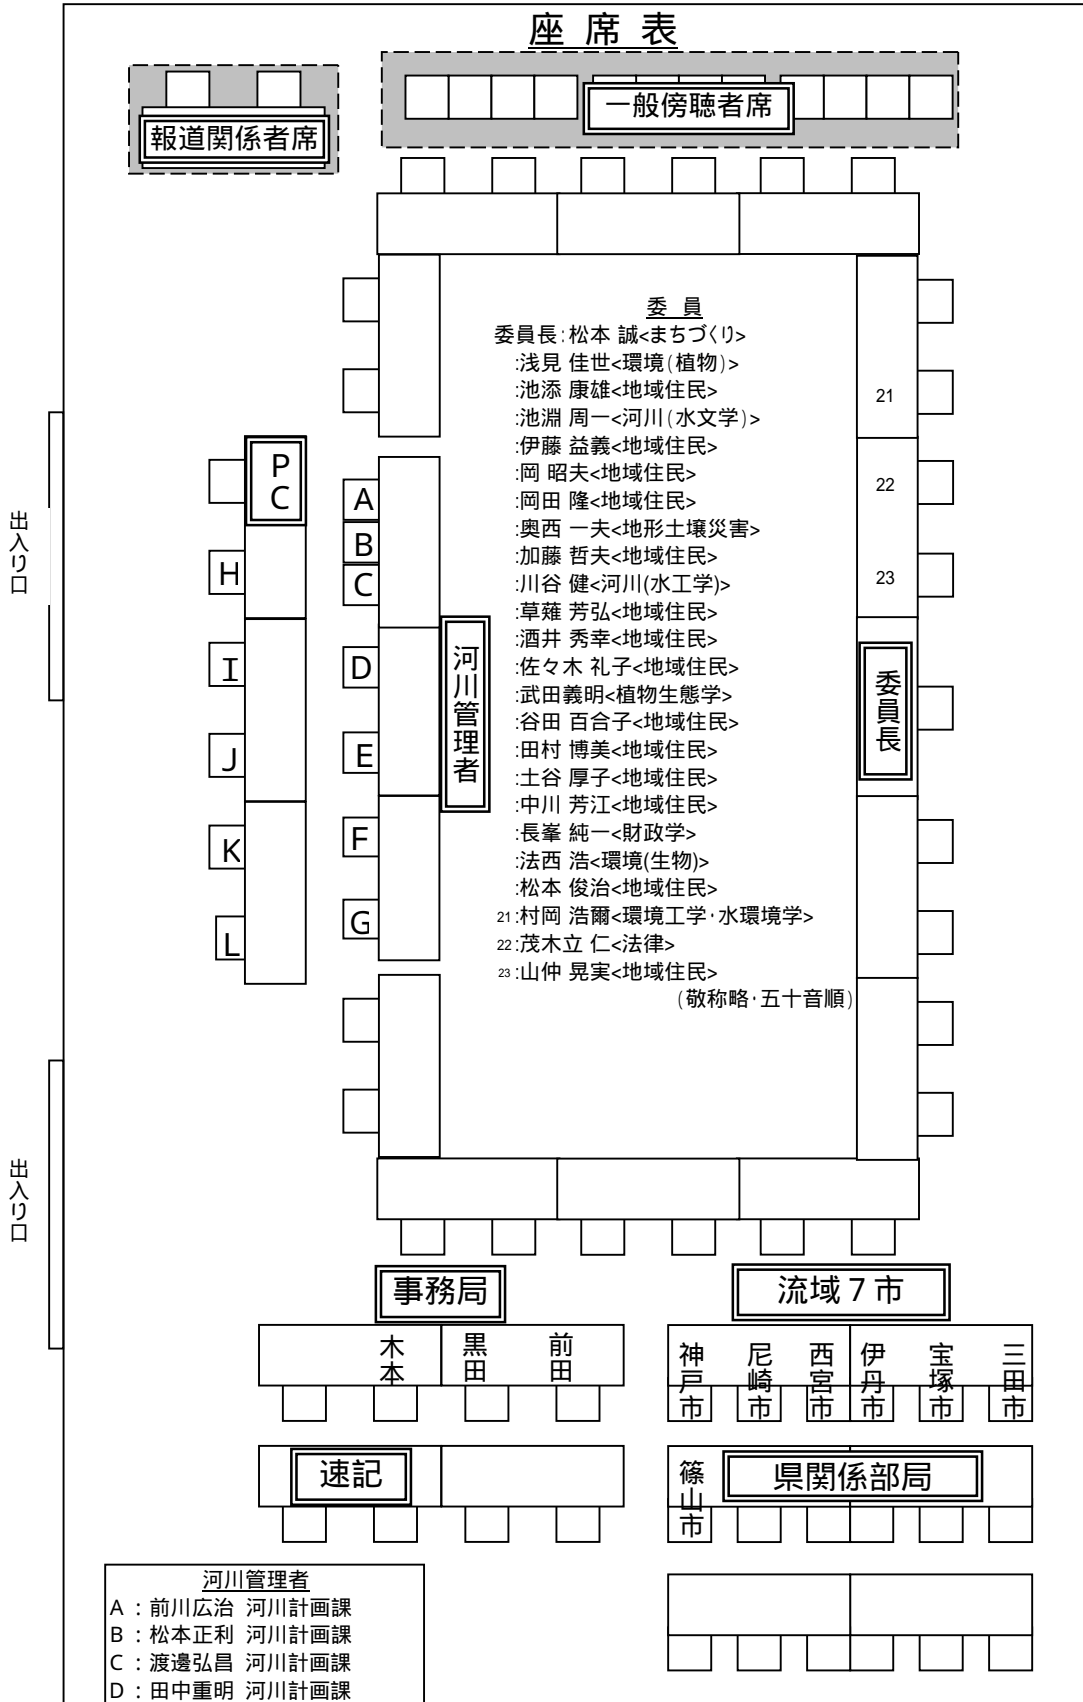 座 席 表
報道関係者席
一般傍聴者席
委 員
委員長:松本 誠<まちづくり>
:浅見 佳世<環境(植物)>
:池添 康雄<地域住民>
:池淵 周一<河川(水文学)>
:伊藤 益義<地域住民>
:岡 昭夫<地域住民>
:岡田 隆<地域住民>
:奥西 一夫<地形土壌災害>
:加藤 哲夫<地域住民>
:川谷 健<河川(水工学)>
:草薙 芳弘<地域住民>
:酒井 秀幸<地域住民>
:佐々木 礼子<地域住民>
:武田義明<植物生態学>
:谷田 百合子<地域住民>
:田村 博美<地域住民>
:土谷 厚子<地域住民>
:中川 芳江<地域住民>
:長峯 純一<財政学>
:法西 浩<環境(生物)>
:松本 俊治<地域住民>
21:村岡 浩爾<環境工学・水環境学>
22:茂木立 仁<法律>
23:山仲 晃実<地域住民>
(敬称略・五十音順)
21
22
23
委員長
河川管理者
A
B
C
D
E
F
G
PC
H
I
J
K
L
出入り口
出入り口
事務局
木本
黒田
前田
速記
流域7市
神戸市
尼崎市
西宮市
伊丹市
宝塚市
三田市
篠山市
県関係部局
河川管理者
A:前川広治 河川計画課
B:松本正利 河川計画課
C:渡邊弘昌 河川計画課
D:田中重明 河川計画課